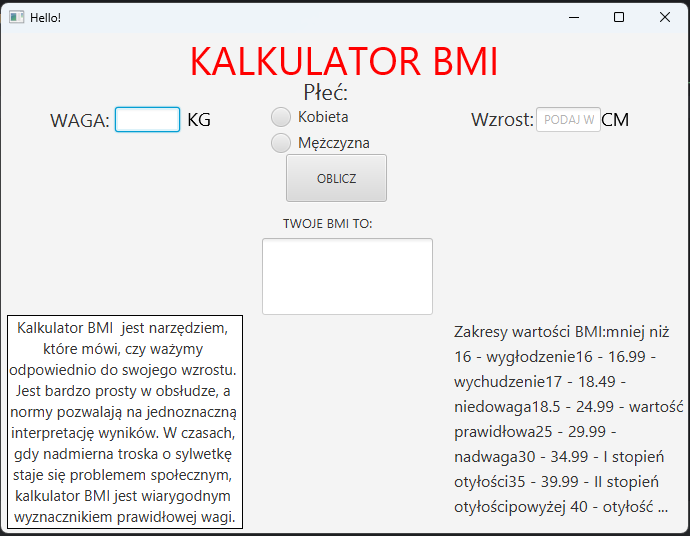 Hello!
KALKULATOR BMI
Płeć:
WAGA:
KG
Kobieta
Mężczyzna
Wzrost:
PODAJ W
CM
OBLICZ
TWOJE BMI TO:
Kalkulator BMI  jest narzędziem,
które mówi, czy ważymy
odpowiednio do swojego wzrostu.
Jest bardzo prosty w obsłudze, a
normy pozwalają na jednoznaczną
interpretację wyników. W czasach,
gdy nadmierna troska o sylwetkę
staje się problemem społecznym,
kalkulator BMI jest wiarygodnym
wyznacznikiem prawidłowej wagi.
Zakresy wartości BMI:mniej niż
16 - wygłodzenie16 - 16.99 -
wychudzenie17 - 18.49 -
niedowaga18.5 - 24.99 - wartość
prawidłowa25 - 29.99 -
nadwaga30 - 34.99 - I stopień
otyłości35 - 39.99 - II stopień
otyłościpowyżej 40 - otyłość ...